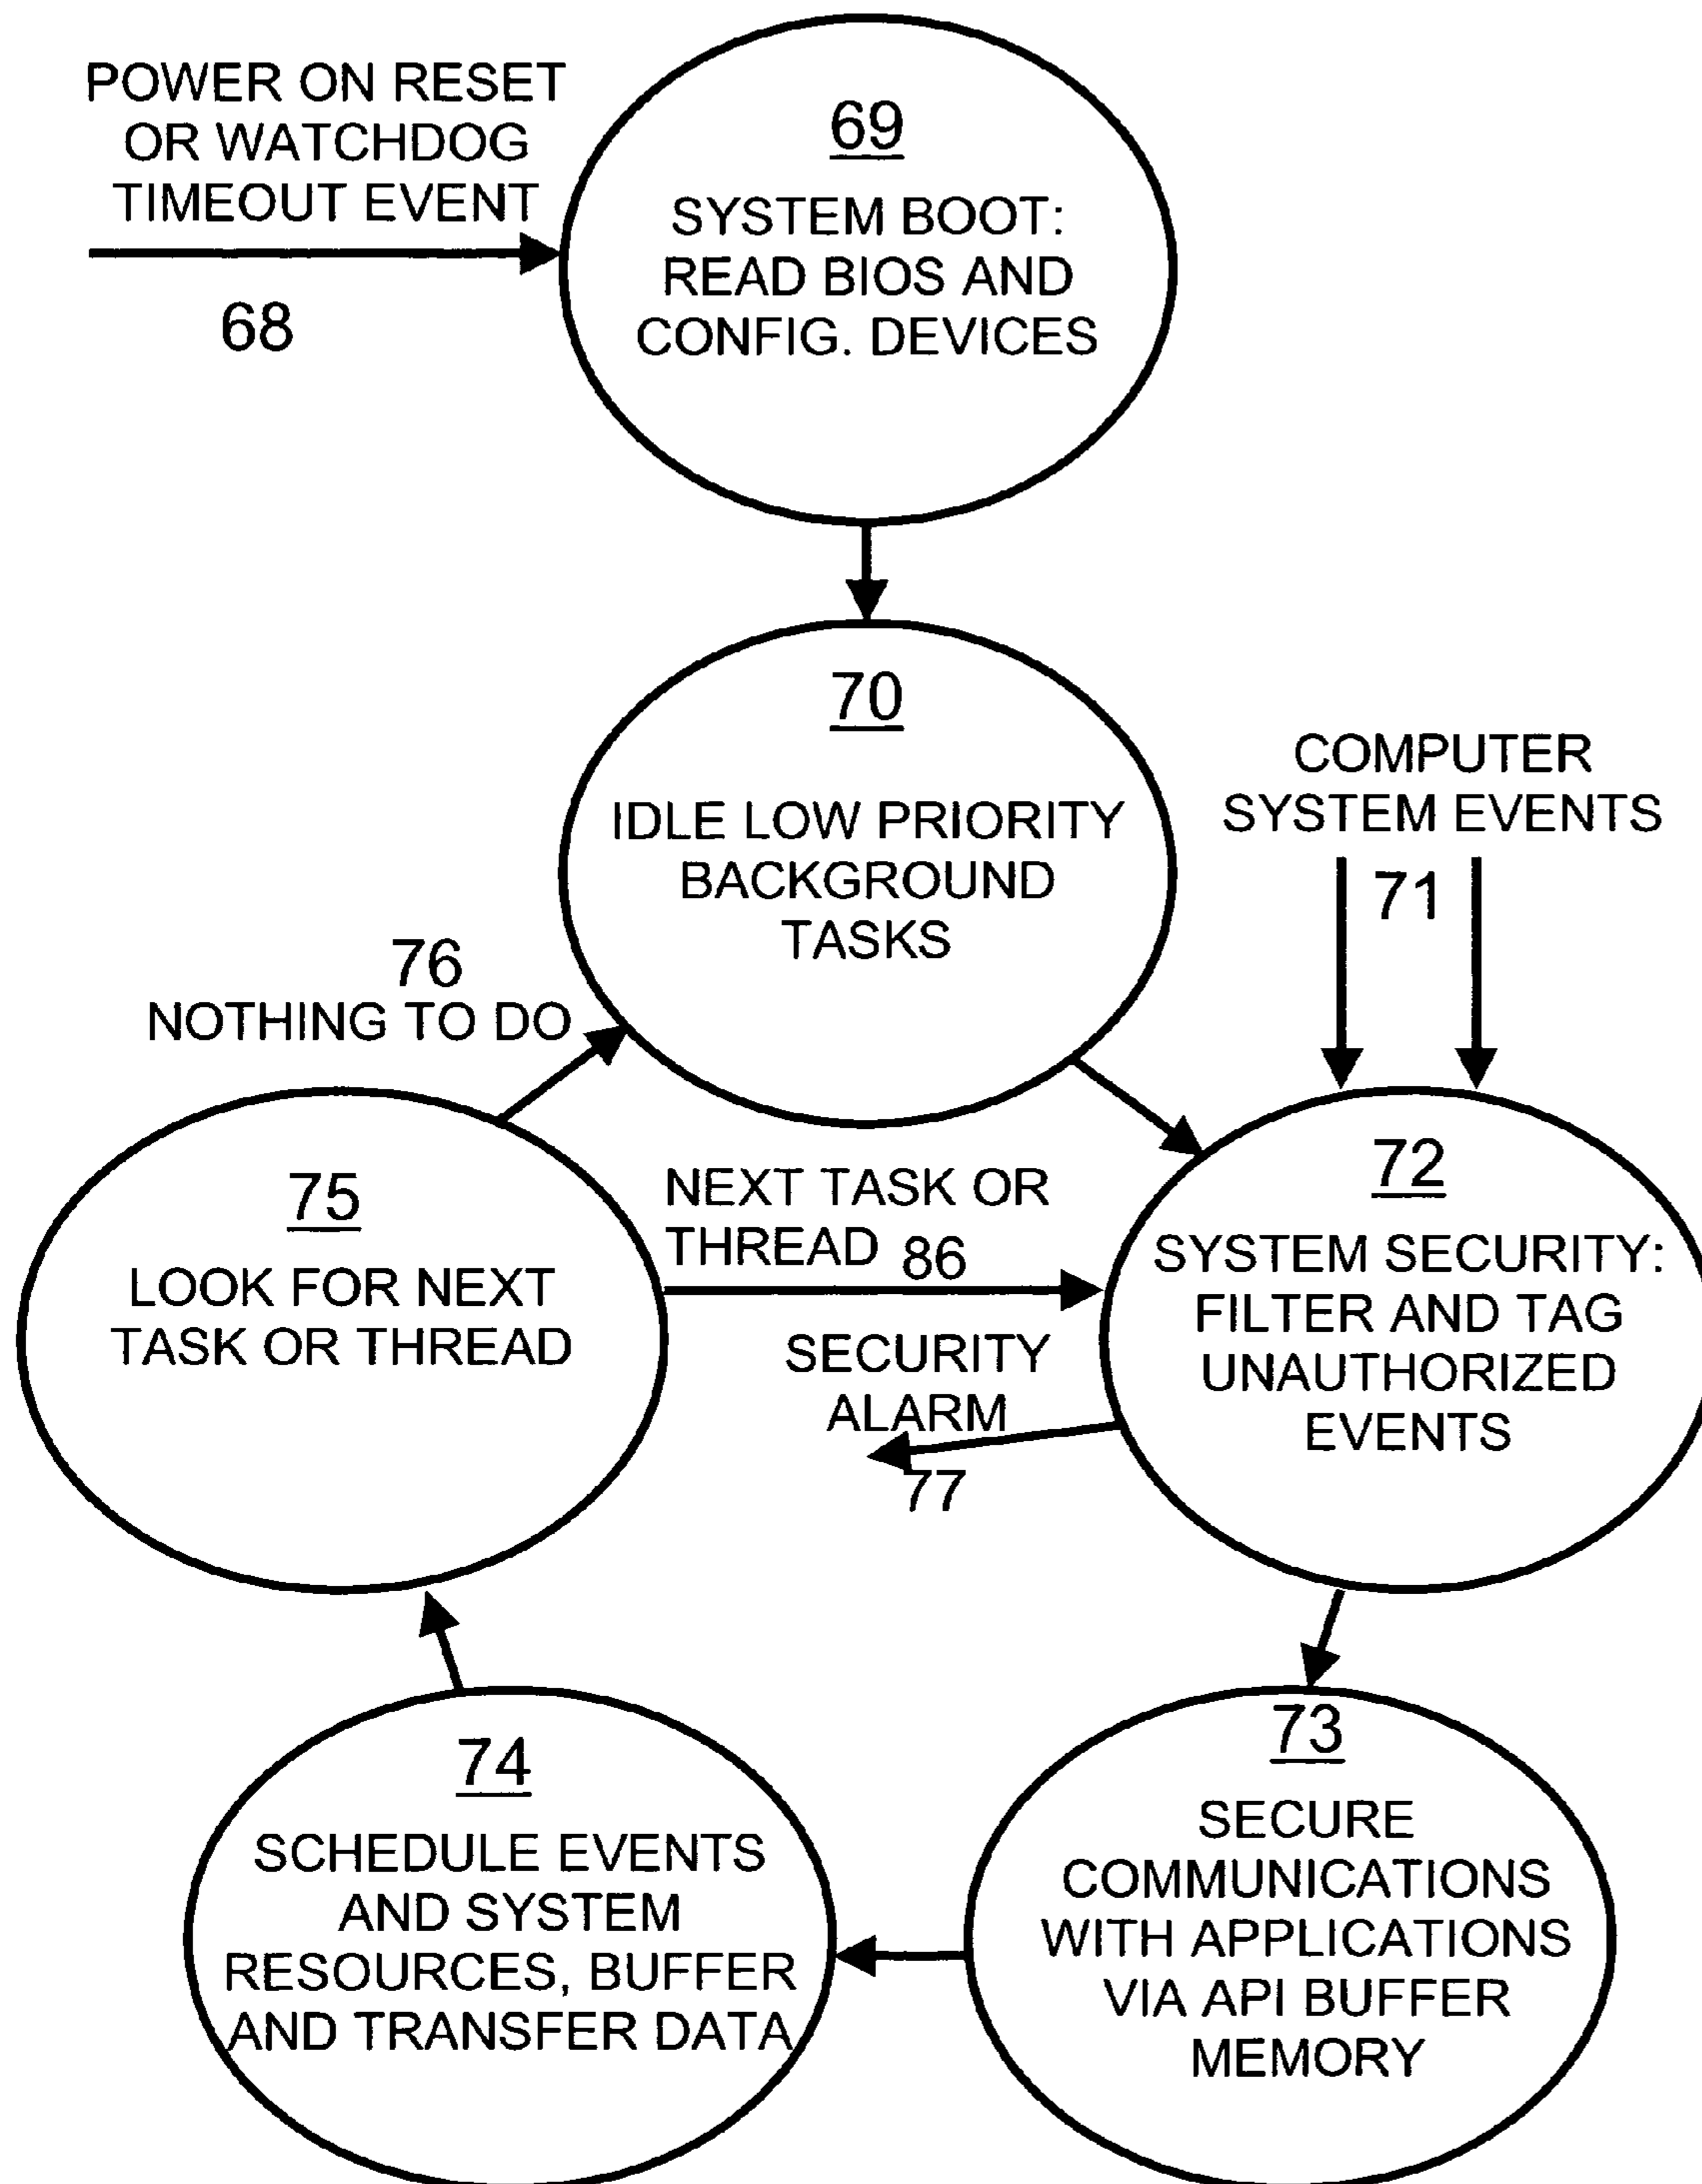 POWER ON RESET
OR WATCHDOG
TIMEOUT EVENT
68
69
SYSTEM BOOT:
READ BIOS AND
CONFIG. DEVICES
70
IDLE LOW PRIORITY
BACKGROUND
TASKS
COMPUTER
SYSTEM EVENTS
71
76
NOTHING TO DO
75
LOOK FOR NEXT
TASK OR THREAD
NEXT TASK OR
THREAD 86
SECURITY
ALARM
77
72
SYSTEM SECURITY:
FILTER AND TAG
UNAUTHORIZED
EVENTS
74
SCHEDULE EVENTS
AND SYSTEM
RESOURCES, BUFFER
AND TRANSFER DATA
73
SECURE
COMMUNICATIONS
WITH APPLICATIONS
VIA API BUFFER
MEMORY